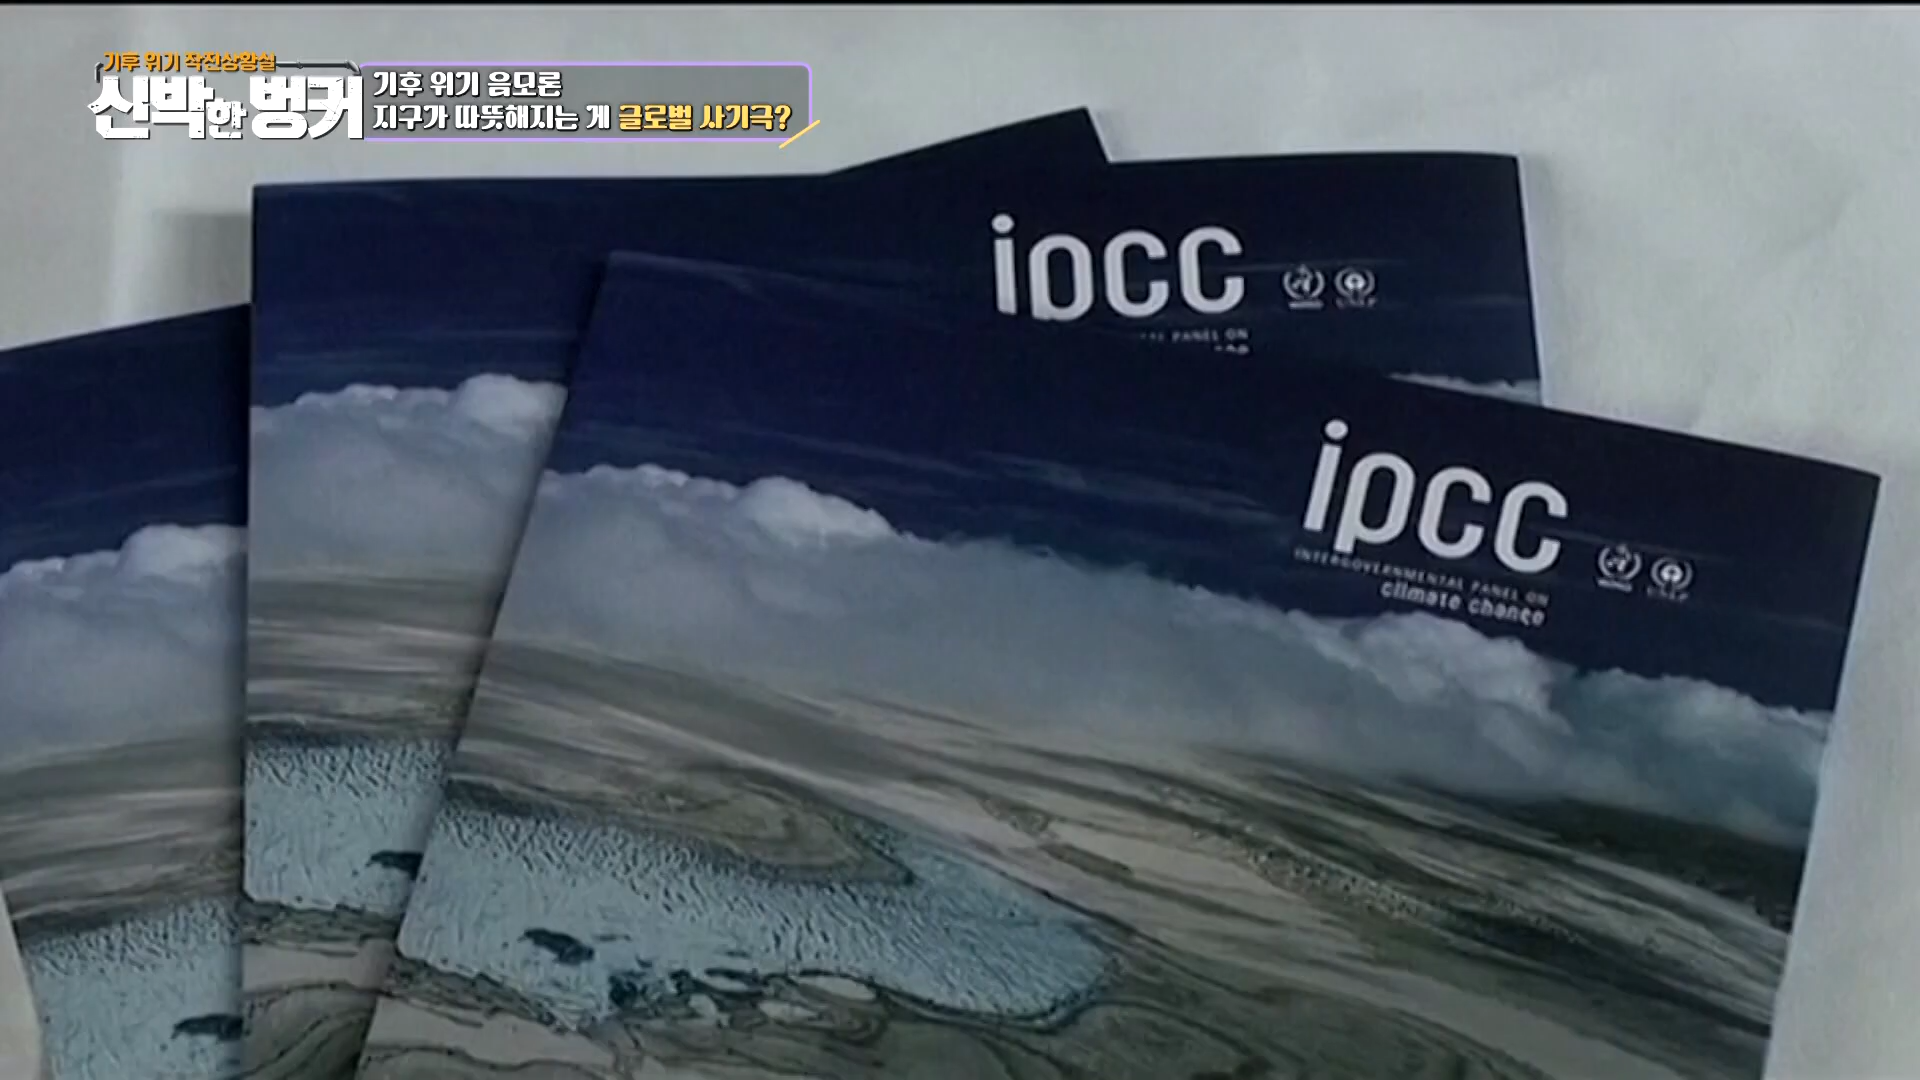 기후 위기 작전상황실
신박한 벙커
기후 위기 음모론
지구가 따뜻해지는 게 글로벌 사기극?
ipcc
PANEL ON
ipcc
INTERGOVERNMENTAL PANEL ON
climate change